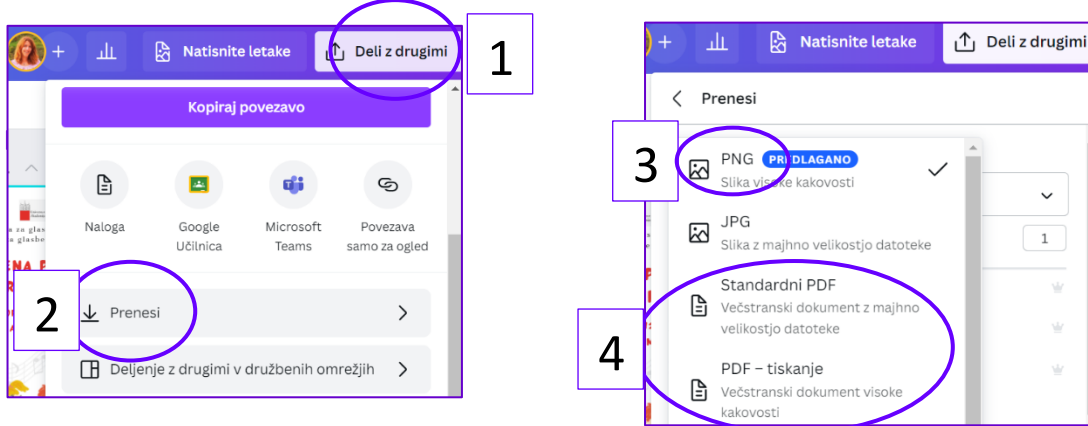 Natisnite letake
Deli z drugimi
1
Kopiraj povezavo
Naloga
Google
Učilnica
Microsoft
Teams
Povezava
samo za ogled
2
Prenesi
Deljenje z drugimi v družbenih omrežjih
Natisnite letake
Deli z drugimi
Prenesi
3
PNG PREDLAGANO
Slika visoke kakovosti
JPG
Slika z majhno velikostjo datoteke
1
4
Standardni PDF
Večstranski dokument z majhno
velikostjo datoteke
PDF – tiskanje
Večstranski dokument visoke
kakovosti